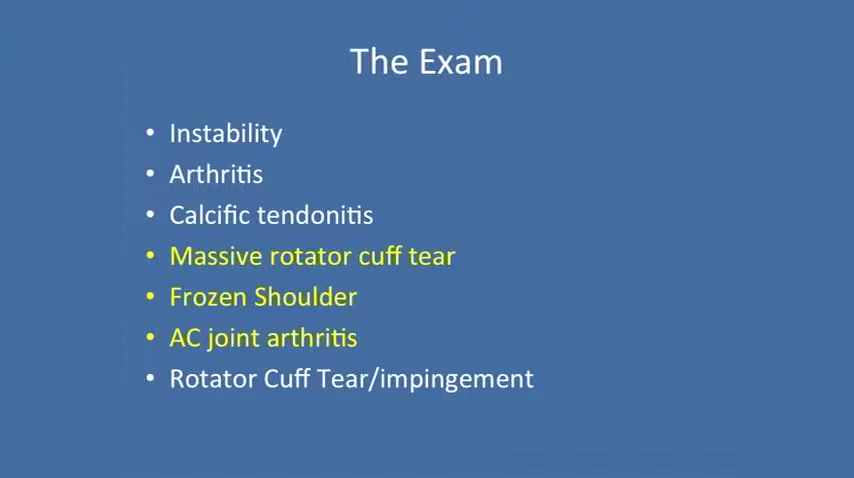 The Exam
• Instability
• Arthritis
• Calcific tendonitis
• Massive rotator cuff tear
• Frozen Shoulder
• AC joint arthritis
• Rotator Cuff Tear/impingement